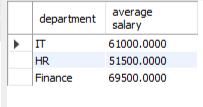 department average salary
IT 61000.0000
HR 51500.0000
Finance 69500.0000